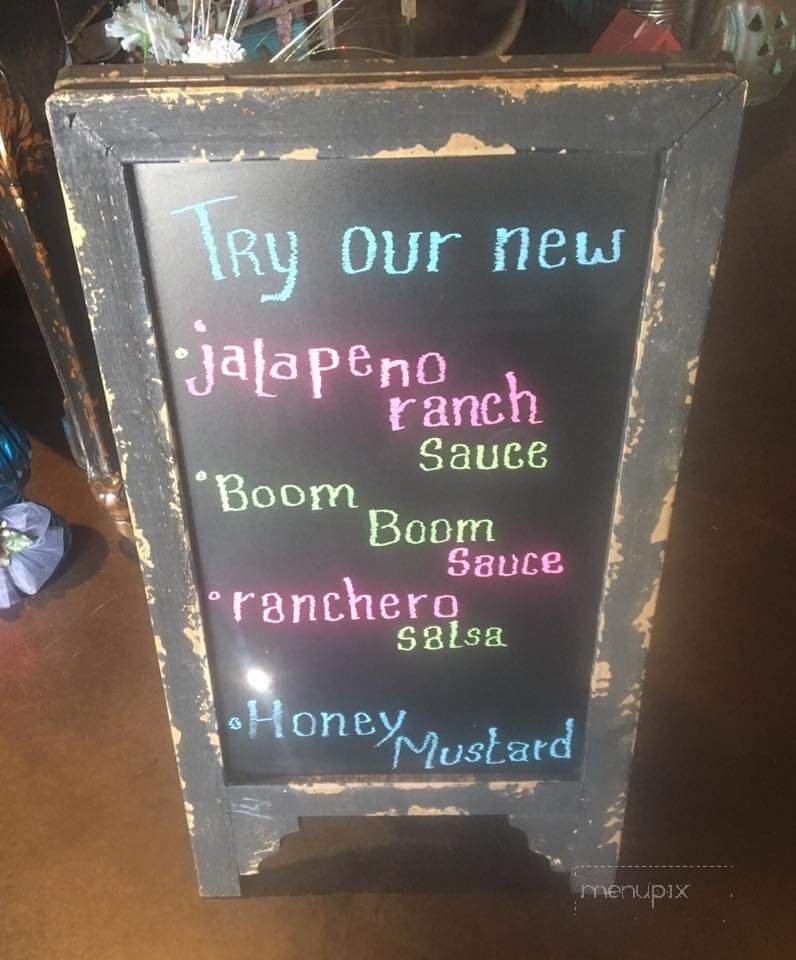 Try our new
• jalapeno
ranch
Sauce
• Boom
Boom
Sauce
• ranchero
salsa
• Honey
Mustard
menupix